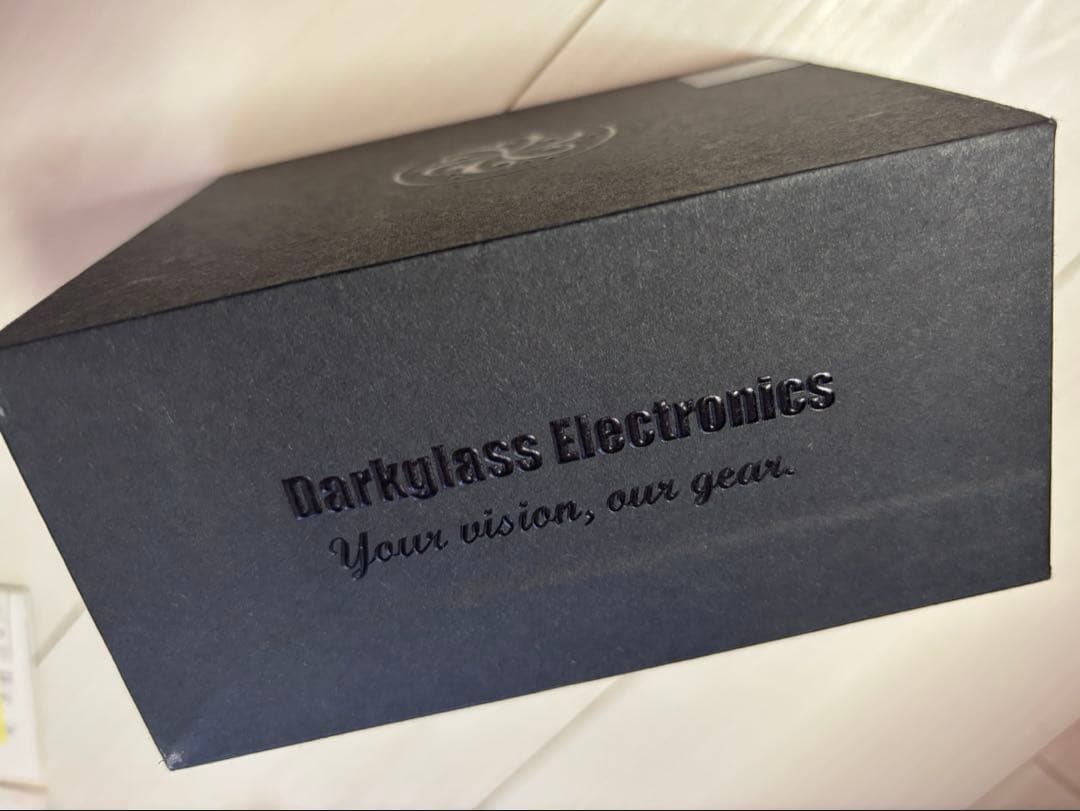 Darkglass Electronics
Your vision, our gear.